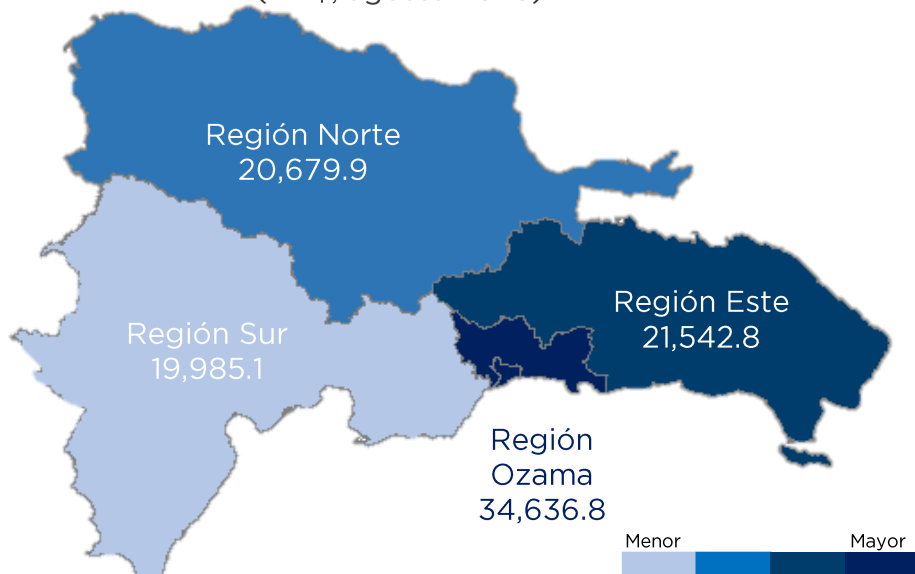 Región Norte
20,679.9
Región Este
21,542.8
Región Sur
19,985.1
Región
Ozama
34,636.8
Menor
Mayor